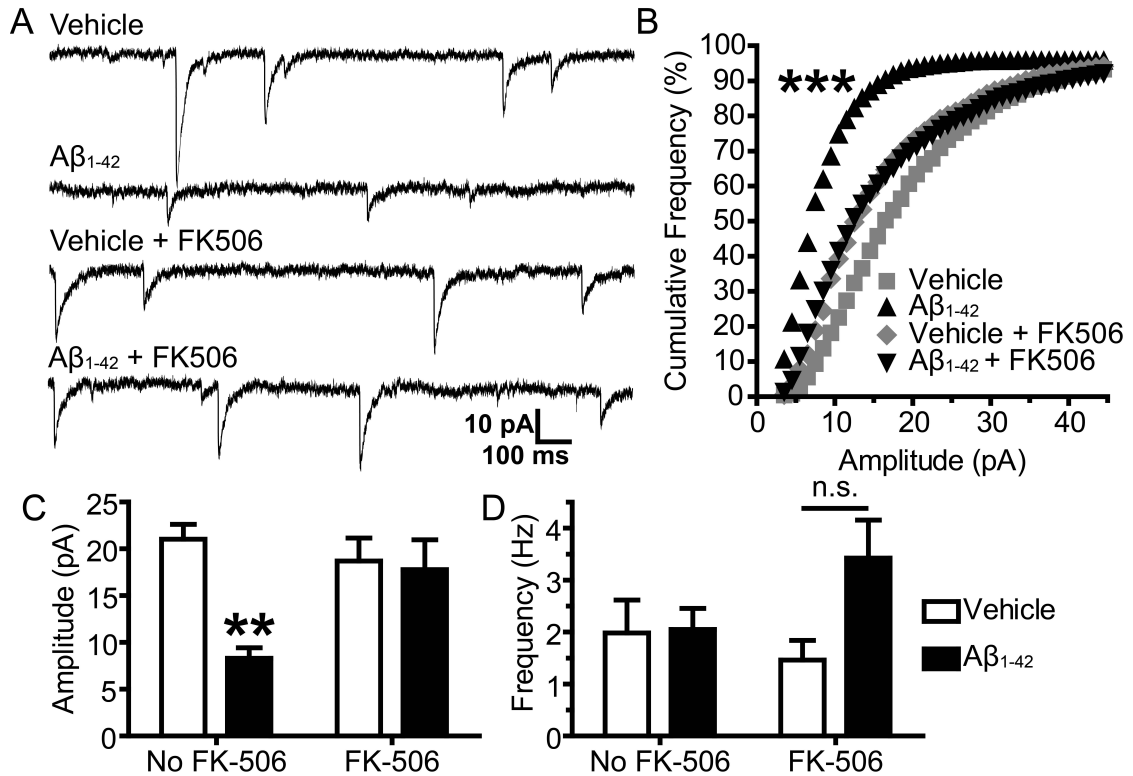 A
Vehicle
Aβ1-42
Vehicle + FK506
Aβ1-42 + FK506
10 pA
100 ms
B
Cumulative Frequency (%)
100
90
80
70
60
50
40
30
20
10
0
***
Vehicle
Aβ1-42
Vehicle + FK506
Aβ1-42 + FK506
0 10 20 30 40
Amplitude (pA)
C
Amplitude (pA)
25
20
15
10
5
0
**
No FK-506 FK-506
D
Frequency (Hz)
4
3
2
1
0
n.s.
No FK-506 FK-506
Vehicle
Aβ1-42